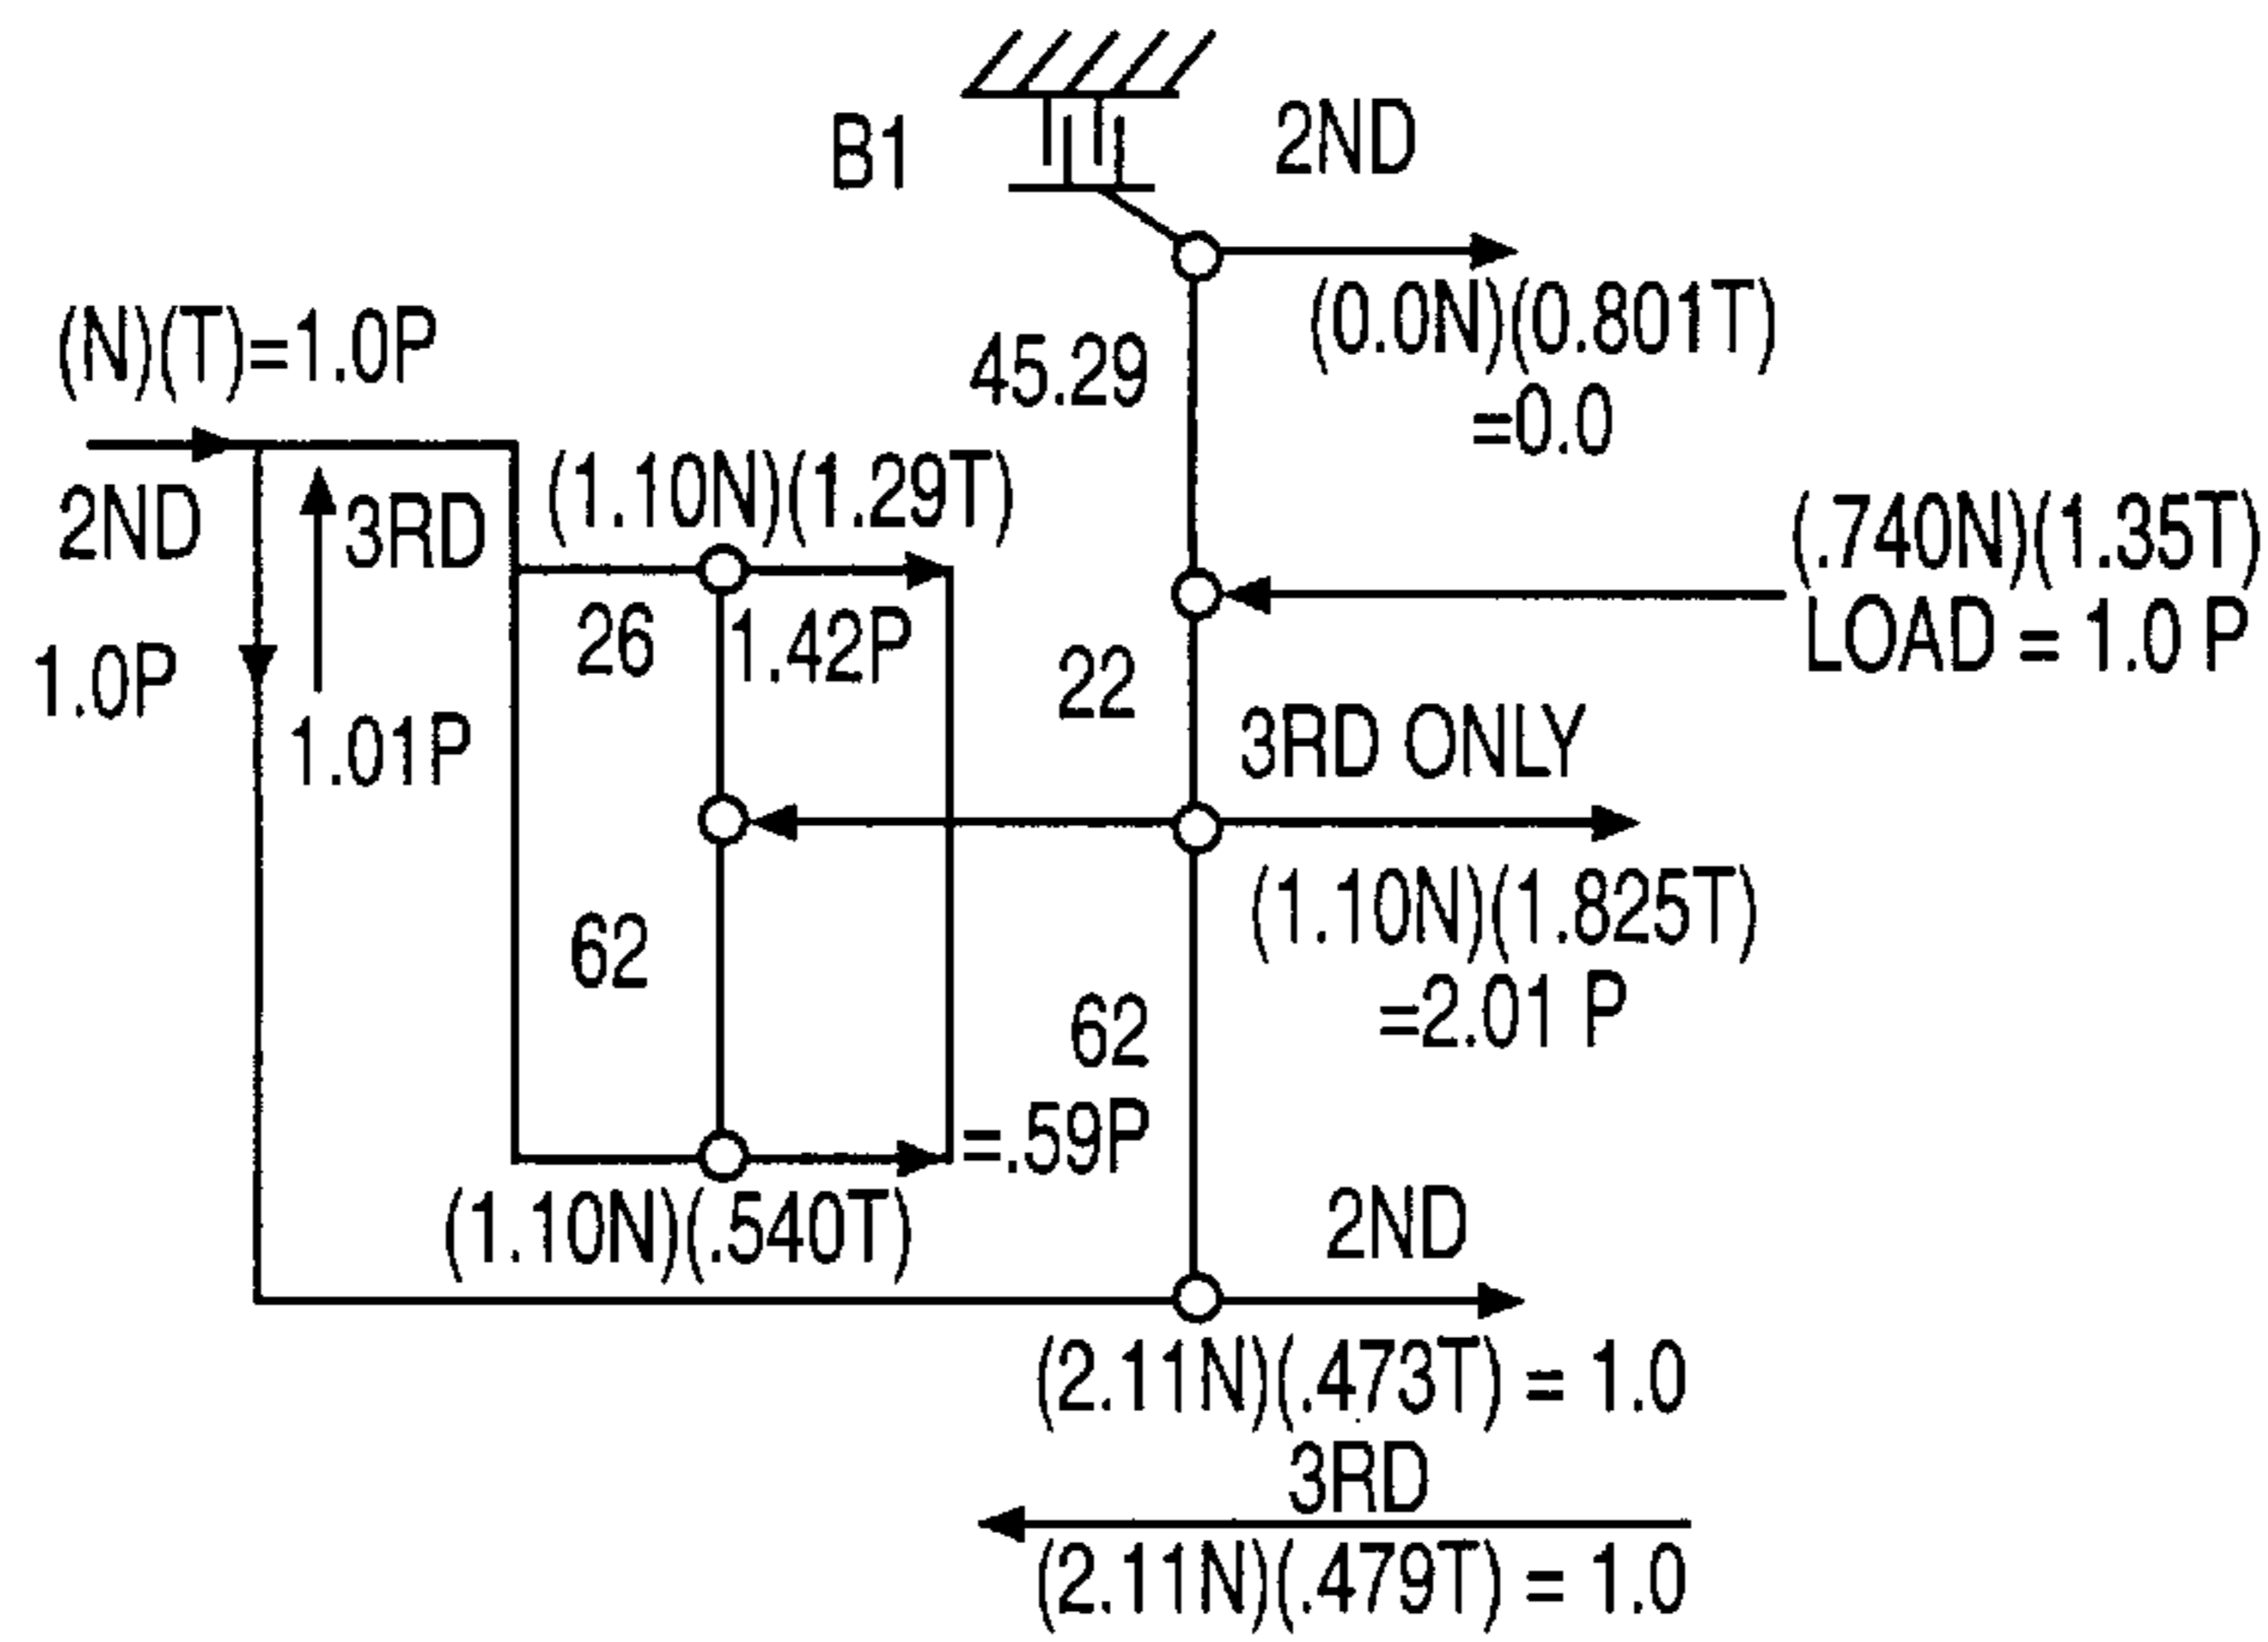 B1
2ND
(0.0N)(0.801T)
=0.0
45.29
(N)(T)=1.0P
2ND
3RD
(1.10N)(1.29T)
26
1.42P
1.0P
1.01P
(.740N)(1.35T)
LOAD = 1.0 P
22
3RD ONLY
(1.10N)(1.825T)
=2.01 P
62
62
=.59P
(1.10N)(.540T)
2ND
(2.11N)(.473T) = 1.0
3RD
(2.11N)(.479T) = 1.0